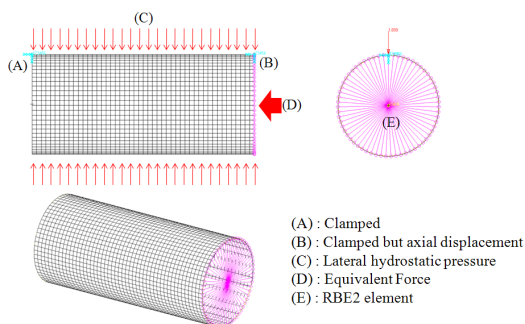 (C)
(A)
(B)
(D)
(E)
(A) : Clamped
(B) : Clamped but axial displacement
(C) : Lateral hydrostatic pressure
(D) : Equivalent Force
(E) : RBE2 element